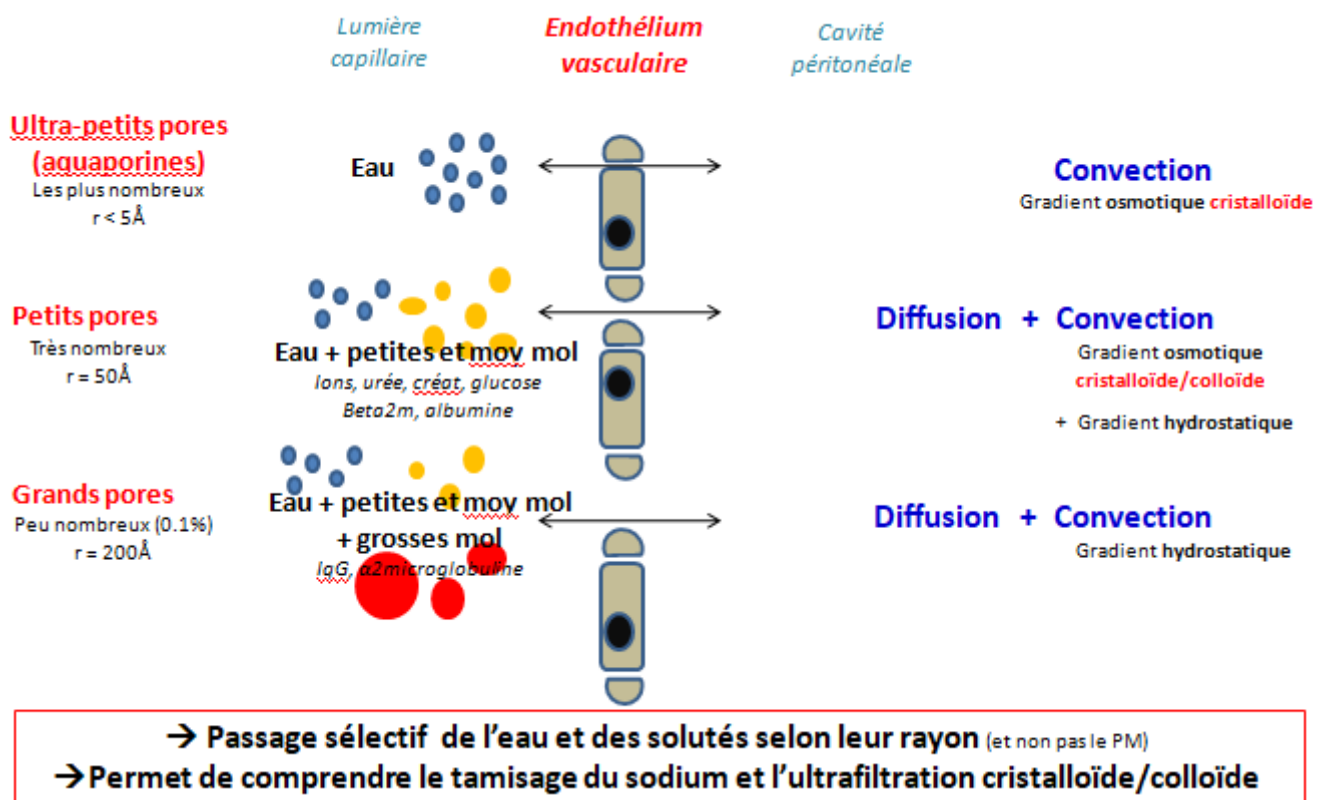 Lumière
capillaire
Endothélium
vasculaire
Cavité
péritonéale
Ultra-petits pores
(aquaporines)
Les plus nombreux
r < 5Å
Eau
Convection
Gradient osmotique cristalloïde
Petits pores
Très nombreux
r = 50Å
Eau + petites et moy mol
Ions, urée, créat, glucose
Beta2m, albumine
Diffusion + Convection
Gradient osmotique
cristalloïde/colloïde
+ Gradient hydrostatique
Grands pores
Peu nombreux (0.1%)
r = 200Å
Eau + petites et moy mol
+ grosses mol
IgG, α2microglobuline
Diffusion + Convection
Gradient hydrostatique
→ Passage sélectif de l’eau et des solutés selon leur rayon (et non pas le PM)
→Permet de comprendre le tamisage du sodium et l’ultrafiltration cristalloïde/colloïde